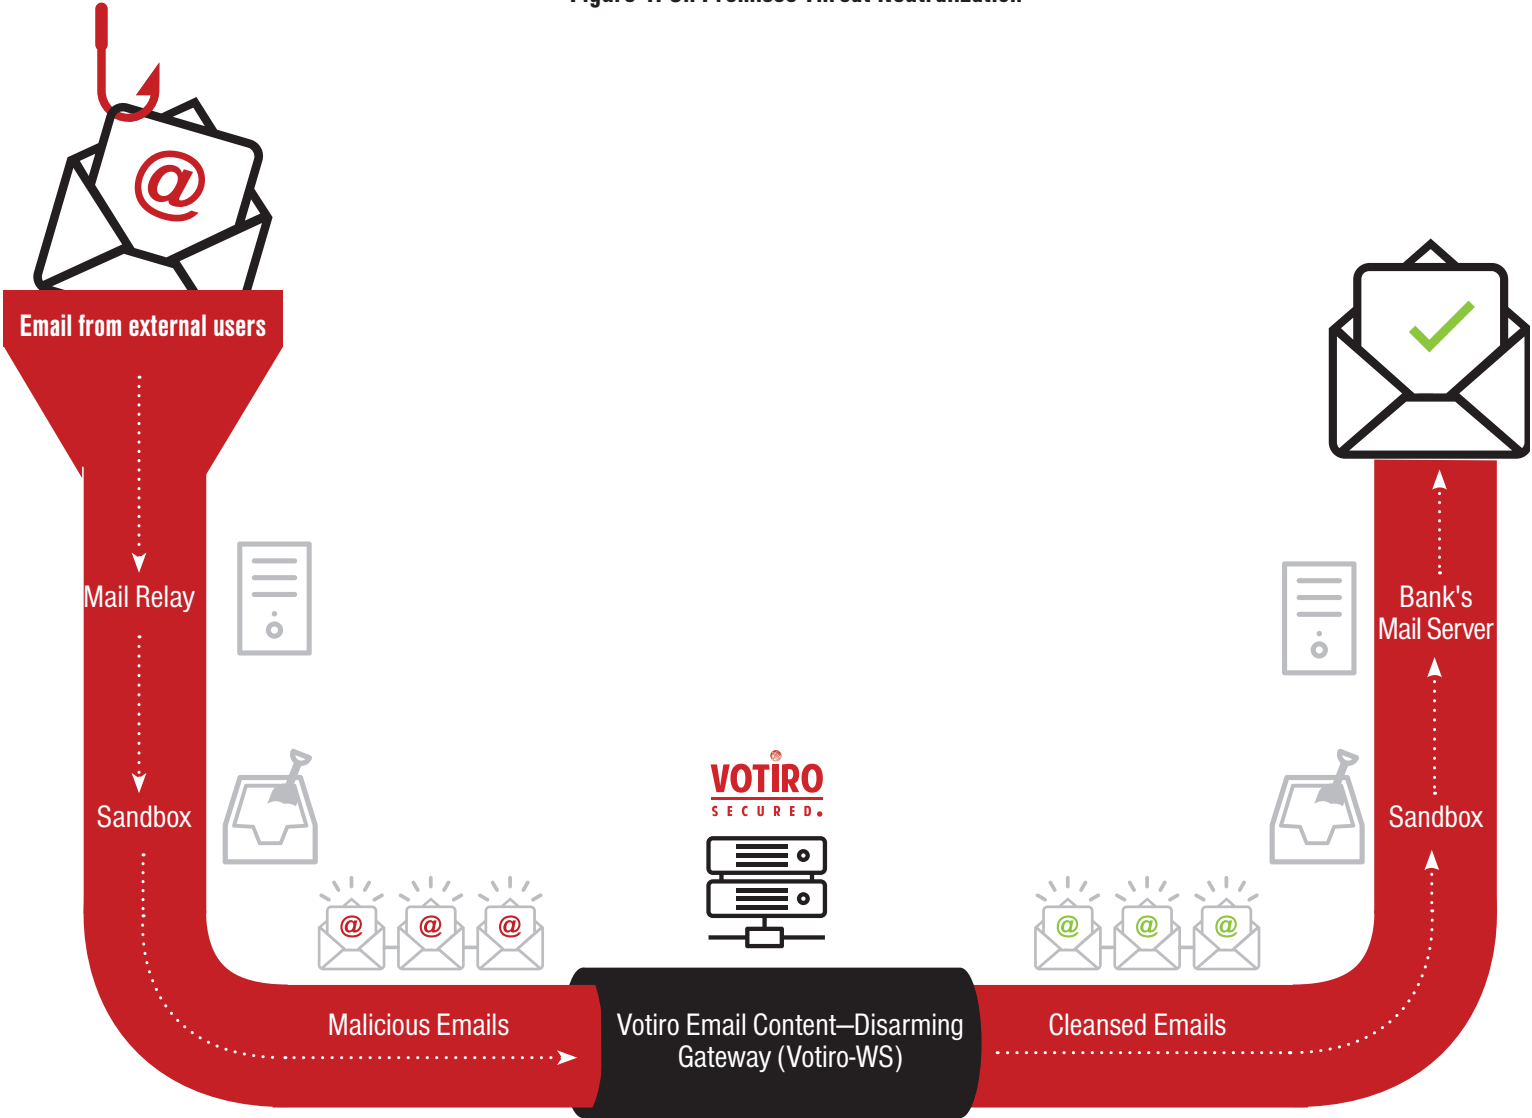 @
Email from external users
Mail Relay
Sandbox
@ @ @
Malicious Emails
VOTIRO
SECURED.
Votiro Email Content—Disarming
Gateway (Votiro-WS)
@ @ @
Cleansed Emails
Sandbox
Bank's
Mail Server